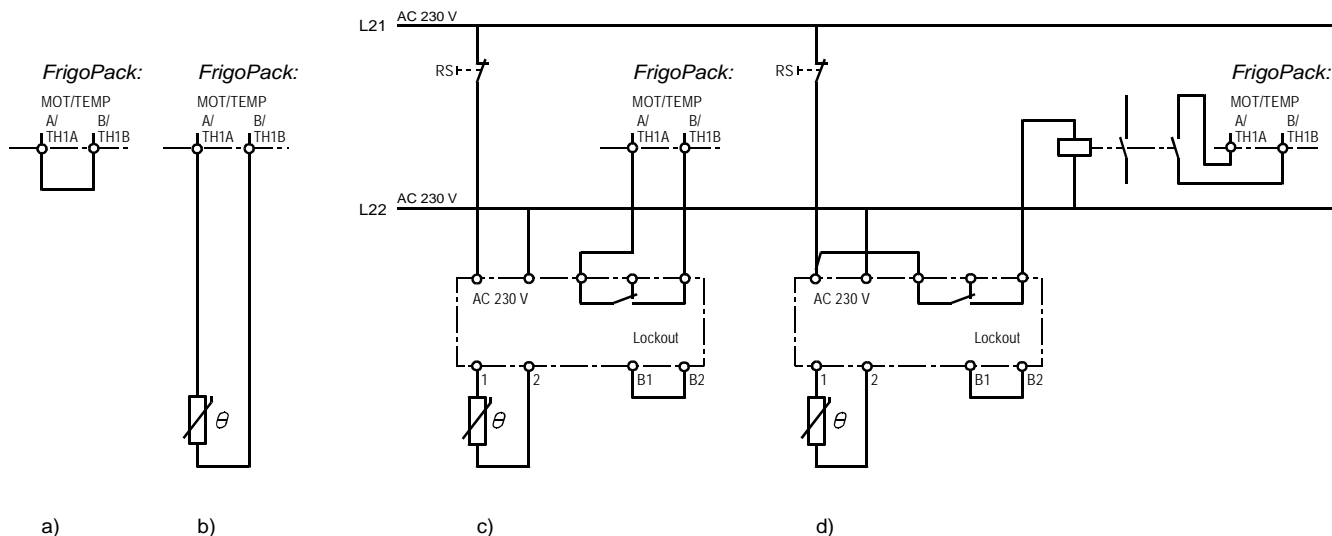 L21
AC 230 V
FrigoPack:
MOT/TEMP
A/
TH1A
B/
TH1B
FrigoPack:
MOT/TEMP
A/
TH1A
B/
TH1B
RS
FrigoPack:
MOT/TEMP
A/
TH1A
B/
TH1B
RS
FrigoPack:
MOT/TEMP
A/
TH1A
B/
TH1B
L22
AC 230 V
AC 230 V
Lockout
1
2
B1
B2
AC 230 V
Lockout
1
2
B1
B2
θ
θ
θ
a)
b)
c)
d)